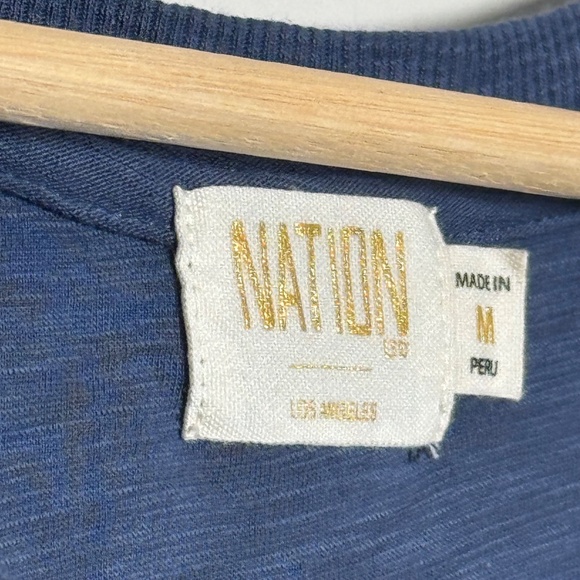 NATION
LTD
LOS ANGELES
MADE IN
M
PERU